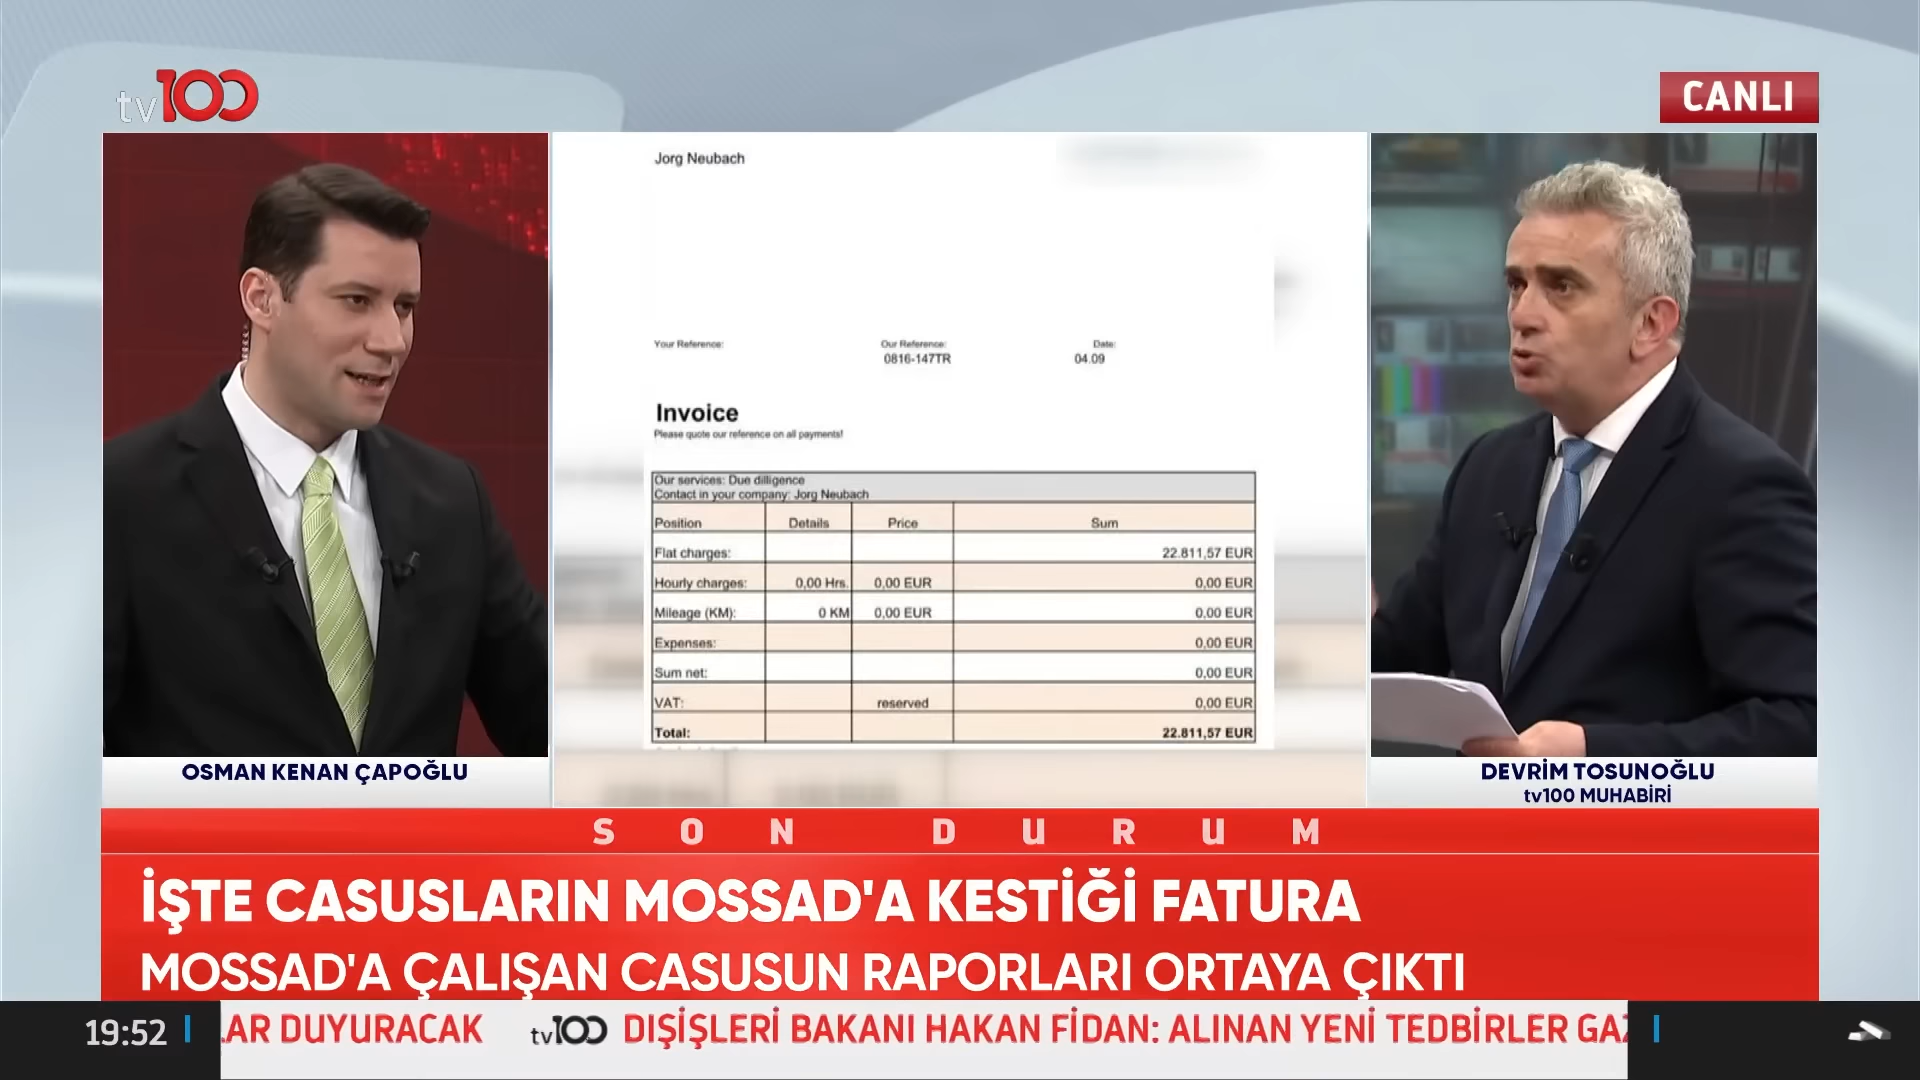 tv100
CANLI
Jorg Neubach
Your Reference:
Our Reference:
Date:
0816-147TR
04.09
Invoice
Please quote our reference on all payments!
Our services: Due dilligence
Contact in your company: Jorg Neubach
Position Details Price Sum
Flat charges: 22.811,57 EUR
Hourly charges: 0,00 Hrs. 0,00 EUR 0,00 EUR
Mileage (KM): 0 KM 0,00 EUR 0,00 EUR
Expenses: 0,00 EUR
Sum net: 0,00 EUR
VAT: reserved 0,00 EUR
Total: 22.811,57 EUR
OSMAN KENAN ÇAPOĞLU
DEVRİM TOSUNOĞLU
tv100 MUHABİRİ
SON DURUM
İŞTE CASUSLARIN MOSSAD'A KESTİĞİ FATURA
MOSSAD'A ÇALIŞAN CASUSUN RAPORLARI ORTAYA ÇIKTI
19:52
LAR DUYURACAK tv100 DIŞİŞLERİ BAKANI HAKAN FİDAN: ALINAN YENİ TEDBİRLER GAZ